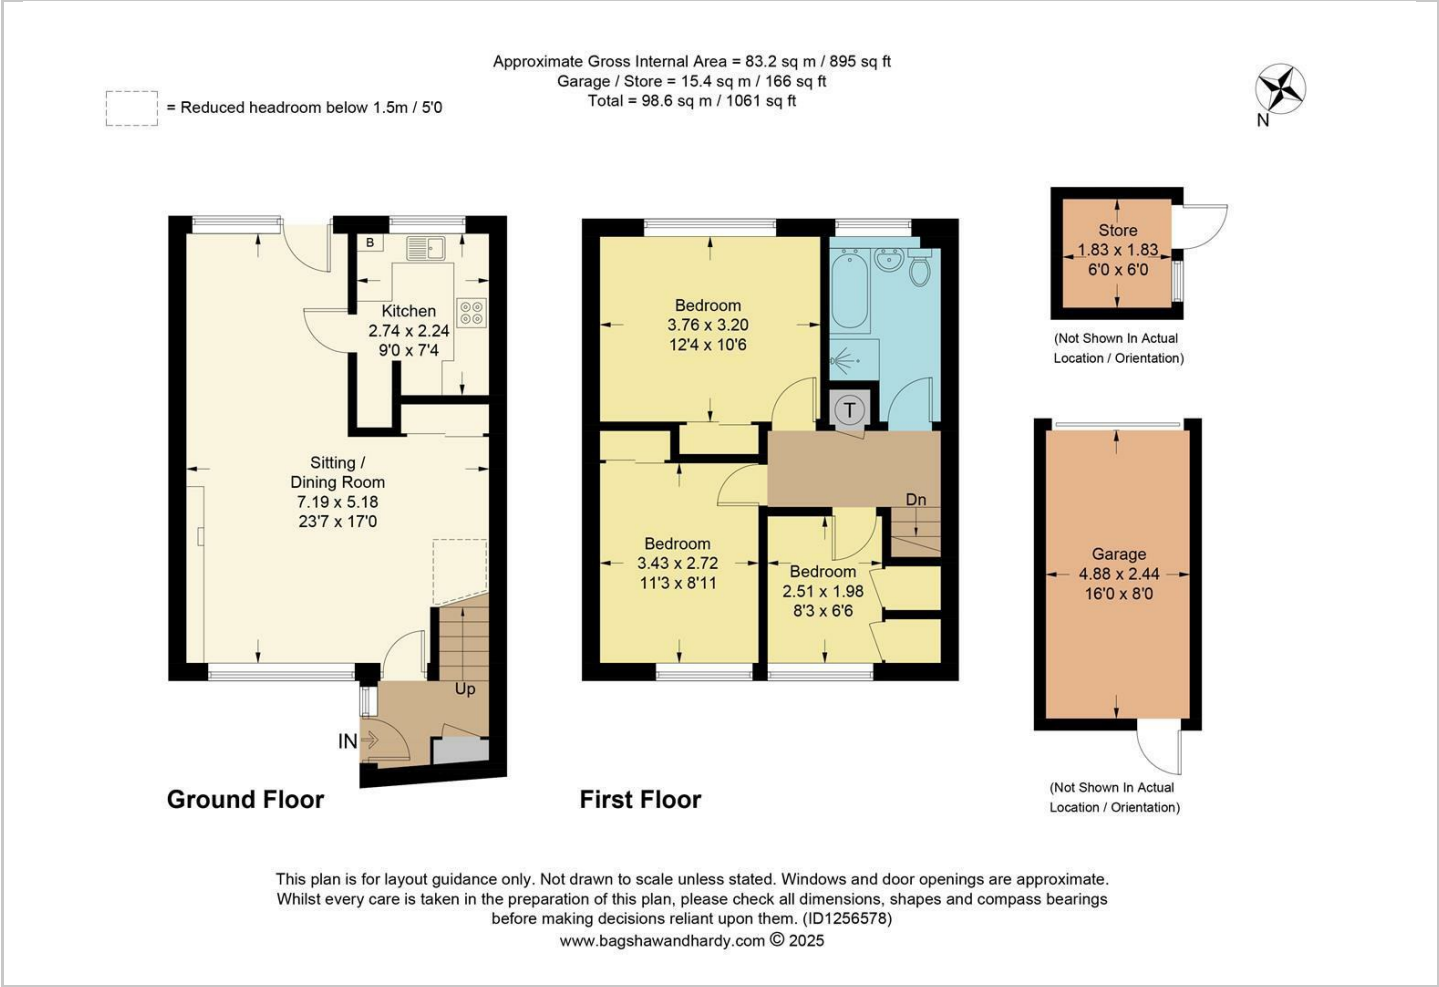 Approximate Gross Internal Area = 83.2 sq m / 895 sq ft
Garage / Store = 15.4 sq m / 166 sq ft
Total = 98.6 sq m / 1061 sq ft
= Reduced headroom below 1.5m / 5'0
N
B
Kitchen
2.74 x 2.24
9'0 x 7'4
Sitting /
Dining Room
7.19 x 5.18
23'7 x 17'0
Up
IN
Ground Floor
Bedroom
3.76 x 3.20
12'4 x 10'6
T
Dn
Bedroom
3.43 x 2.72
11'3 x 8'11
Bedroom
2.51 x 1.98
8'3 x 6'6
First Floor
Store
1.83 x 1.83
6'0 x 6'0
(Not Shown In Actual
Location / Orientation)
Garage
4.88 x 2.44
16'0 x 8'0
(Not Shown In Actual
Location / Orientation)
This plan is for layout guidance only. Not drawn to scale unless stated. Windows and door openings are approximate.
Whilst every care is taken in the preparation of this plan, please check all dimensions, shapes and compass bearings
before making decisions reliant upon them. (ID1256578)
www.bagshawandhardy.com © 2025